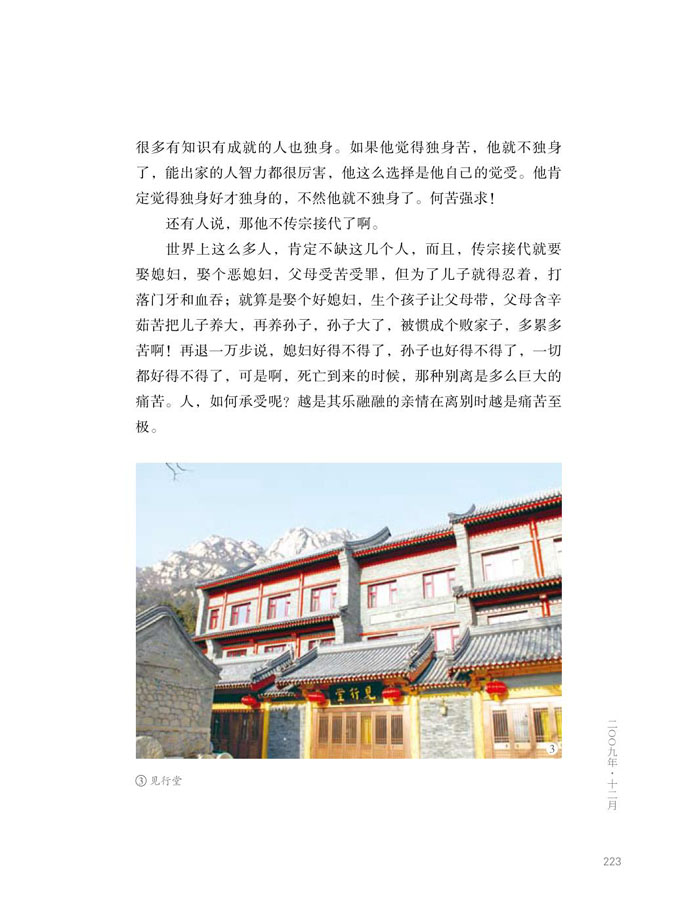 很多有知识有成就的人也独身。如果他觉得独身苦，他就不独身
了，能出家的人智力都很厉害，他这么选择是他自己的觉受。他肯
定觉得独身好才独身的，不然他就不独身了。何苦强求！
还有人说，那他不传宗接代了啊。
世界上这么多人，肯定不缺这几个人，而且，传宗接代就要
娶媳妇，娶个恶媳妇，父母受苦受罪，但为了儿子就得忍着，打
落门牙和血吞；就算是娶个好媳妇，生个孩子让父母带，父母含辛
茹苦把儿子养大，再养孙子，孙子大了，被惯成个败家子，多累多
苦啊！再退一万步说，媳妇好得不得了，孙子也好得不得了，一切
都好得不得了，可是啊，死亡到来的时候，那种别离是多么巨大的
痛苦。人，如何承受呢？越是其乐融融的亲情在离别时越是痛苦至
极。
堂行見
3
③ 见行堂
二〇〇九年·十二月
223